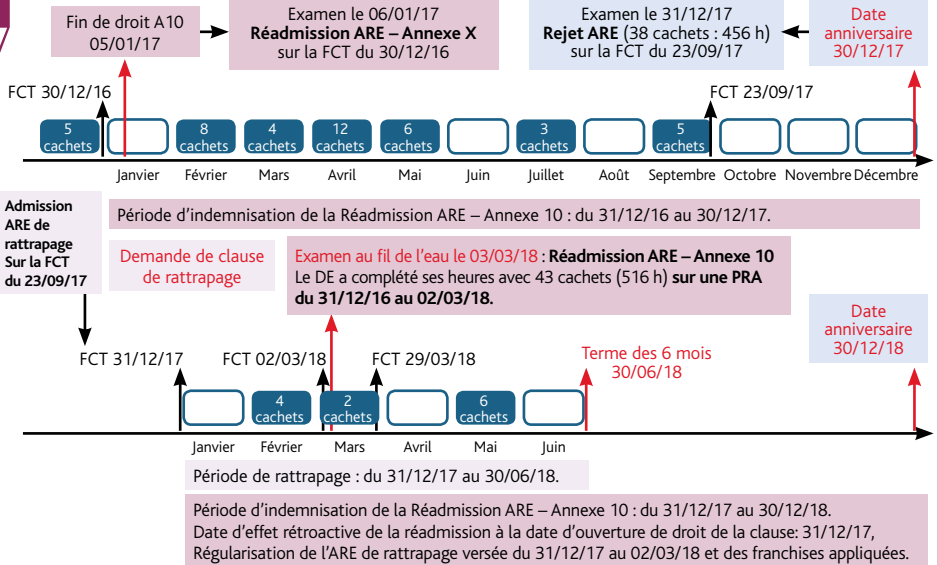 Fin de droit A10
05/01/17
Examen le 06/01/17
Réadmission ARE – Annexe X
sur la FCT du 30/12/16
Examen le 31/12/17
Rejet ARE (38 cachets : 456 h)
sur la FCT du 23/09/17
Date
anniversaire
30/12/17
FCT 30/12/16
FCT 23/09/17
5
cachets
8
cachets
4
cachets
12
cachets
6
cachets
3
cachets
5
cachets
Janvier
Février
Mars
Avril
Mai
Juin
Juillet
Août
Septembre
Octobre
Novembre
Décembre
Admission
ARE de
rattrapage
Sur la FCT
du 23/09/17
Période d’indemnisation de la Réadmission ARE – Annexe 10 : du 31/12/16 au 30/12/17.
Demande de clause
de rattrapage
Examen au fil de l’eau le 03/03/18 : Réadmission ARE – Annexe 10
Le DE a complété ses heures avec 43 cachets (516 h) sur une PRA
du 31/12/16 au 02/03/18.
Date
anniversaire
30/12/18
FCT 31/12/17
FCT 02/03/18
FCT 29/03/18
Terme des 6 mois
30/06/18
4
cachets
2
cachets
6
cachets
Janvier
Février
Mars
Avril
Mai
Juin
Période de rattrapage : du 31/12/17 au 30/06/18.
Période d’indemnisation de la Réadmission ARE – Annexe 10 : du 31/12/17 au 30/12/18.
Date d’effet rétroactive de la réadmission à la date d’ouverture de droit de la clause: 31/12/17,
Régularisation de l’ARE de rattrapage versée du 31/12/17 au 02/03/18 et des franchises appliquées.